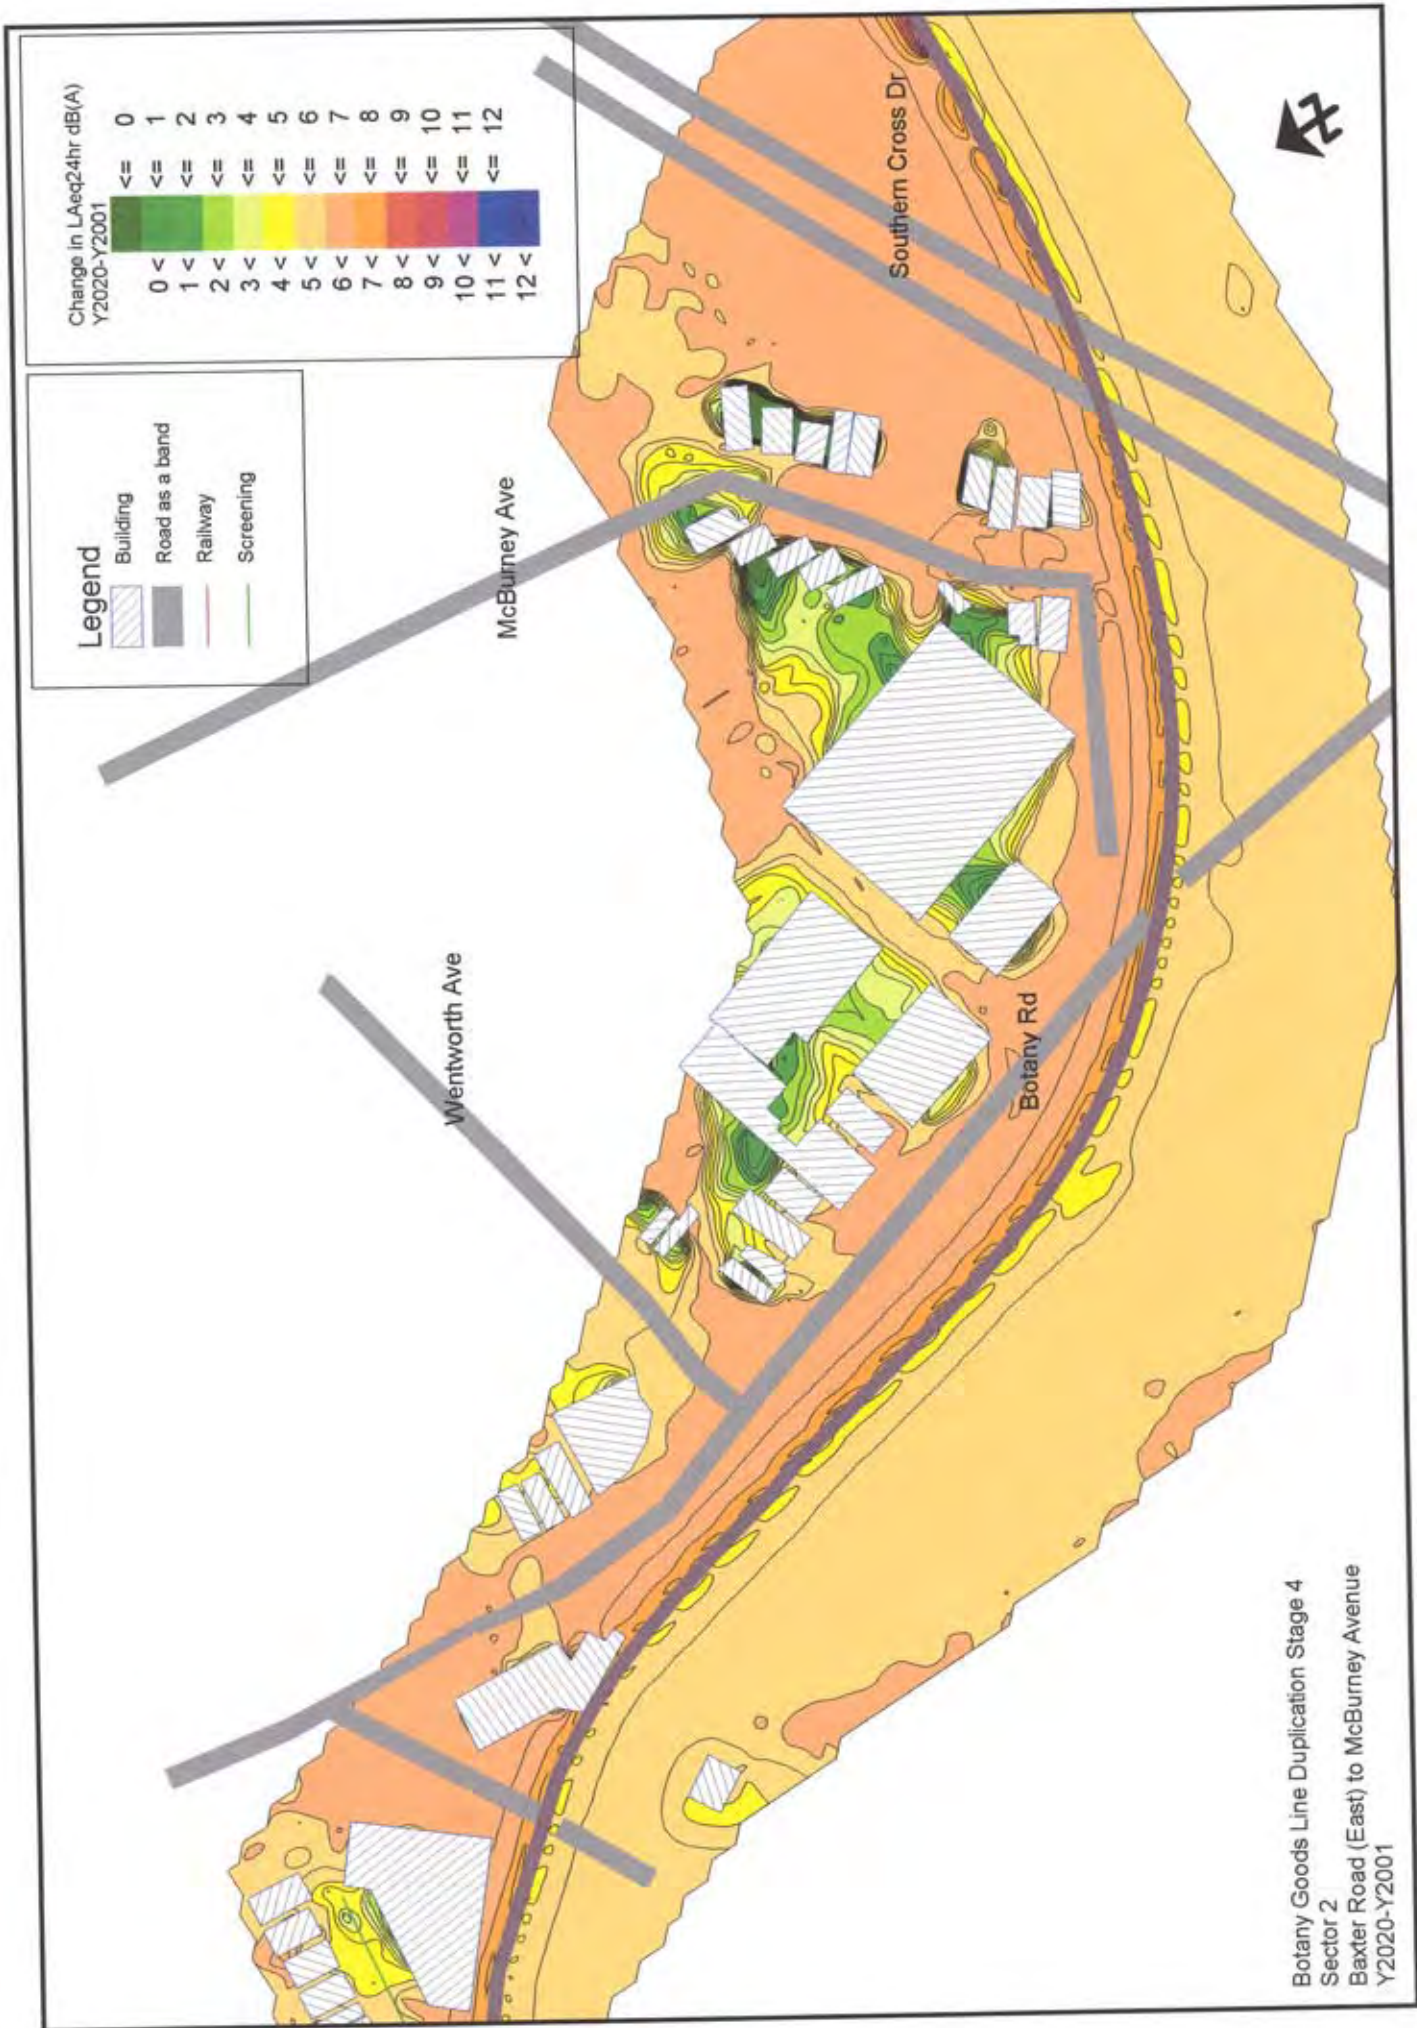 Legend
Building
Road as a band
Railway
Screening
Change in LAeq24hr dB(A)
Y2020-Y2001
<= 0
0 < <= 1
1 < <= 2
2 < <= 3
3 < <= 4
4 < <= 5
5 < <= 6
6 < <= 7
7 < <= 8
8 < <= 9
9 < <= 10
10 < <= 11
11 < <= 12
12 <
McBurney Ave
Southern Cross Dr
Wentworth Ave
Botany Rd
N
Botany Goods Line Duplication Stage 4
Sector 2
Baxter Road (East) to McBurney Avenue
Y2020-Y2001